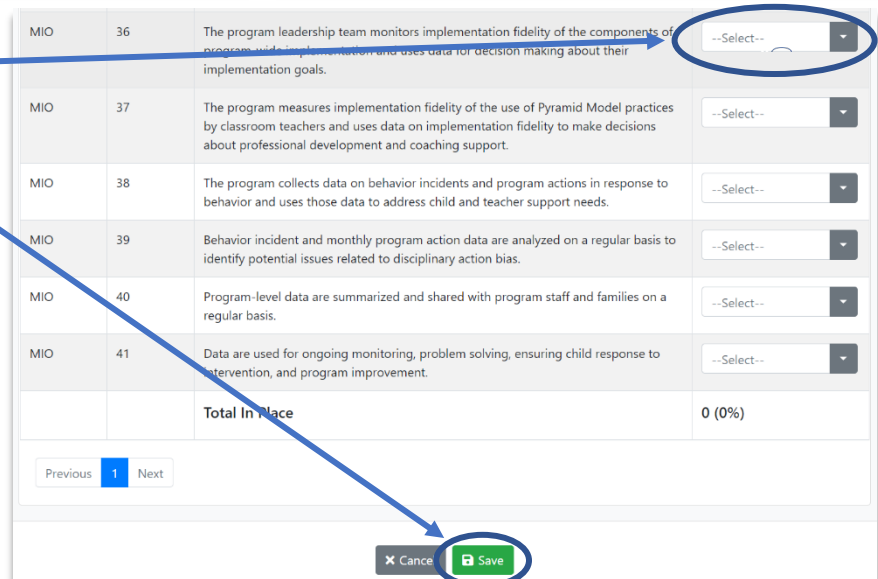 MIO 36 The program leadership team monitors implementation fidelity of the components of --Select--
program-wide implementation and uses data for decision making about their
implementation goals.
MIO 37 The program measures implementation fidelity of the use of Pyramid Model practices --Select--
by classroom teachers and uses data on implementation fidelity to make decisions
about professional development and coaching support.
MIO 38 The program collects data on behavior incidents and program actions in response to --Select--
behavior and uses those data to address child and teacher support needs.
MIO 39 Behavior incident and monthly program action data are analyzed on a regular basis to --Select--
identify potential issues related to disciplinary action bias.
MIO 40 Program-level data are summarized and shared with program staff and families on a --Select--
regular basis.
MIO 41 Data are used for ongoing monitoring, problem solving, ensuring child response to --Select--
intervention, and program improvement.
Total In Place 0 (0%)
Previous 1 Next
Cancel Save